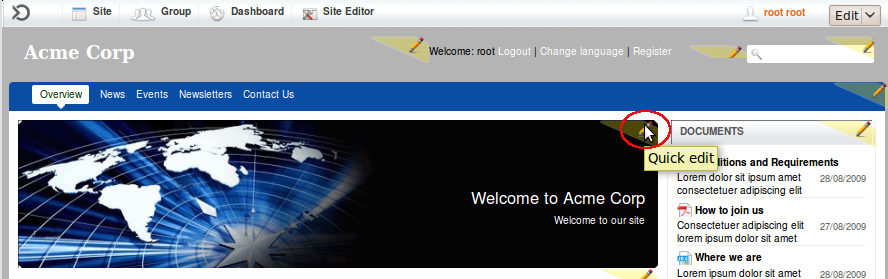 Site Group Dashboard Site Editor root root Edit
Acme Corp
Welcome: root Logout | Change language | Register
Overview News Events Newsletters Contact Us
Welcome to Acme Corp
Welcome to our site
Quick edit
DOCUMENTS
and Requirements
Lorem dolor sit ipsum amet
consectetuer adipiscing elit
28/08/2009
How to join us
Consectetuer adipiscing elit
lorem ipsum dolor sit amet
27/08/2009
Where we are
Lorem ipsum dolor sit amet
28/08/2009